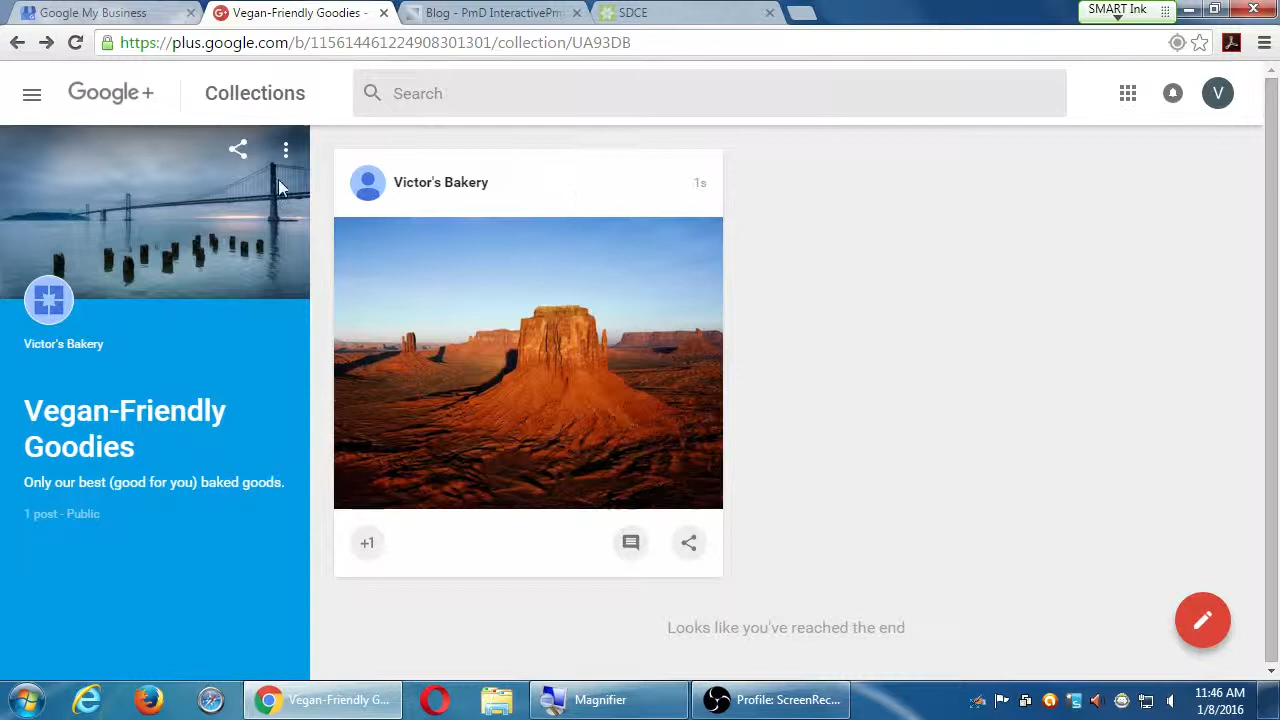 Google My Business
Vegan-Friendly Goodies -
Blog - PmD InteractivePm
SDCE
SMART Ink
https://plus.google.com/b/115614461224908301301/collection/UA93DB
Google+
Collections
Search
V
Victor's Bakery
1s
Victor's Bakery
Vegan-Friendly
Goodies
Only our best (good for you) baked goods.
1 post - Public
+1
Looks like you've reached the end
Vegan-Friendly G...
Magnifier
Profile: ScreenRec...
11:46 AM
1/8/2016